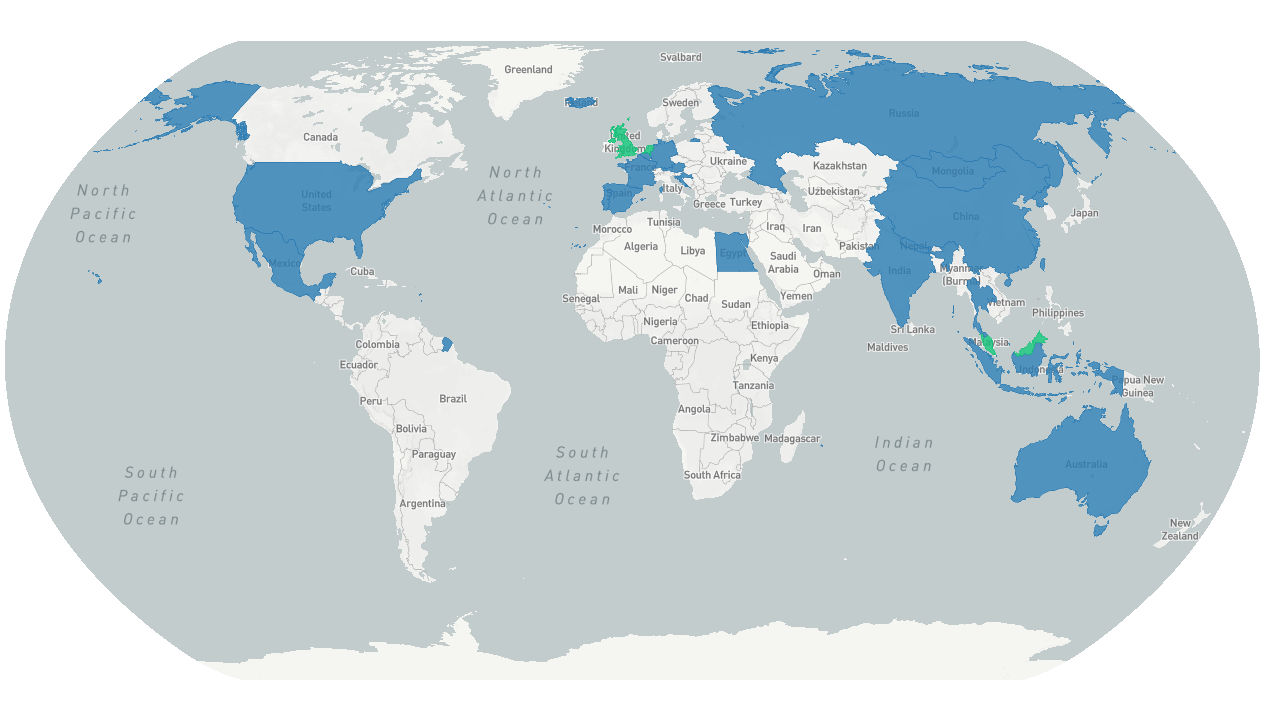 Svalbard
Greenland
Sweden
Russia
Canada
United
Kingdom
Ukraine
Kazakhstan
France
Mongolia
North
Pacific
Ocean
North
Atlantic
Ocean
United
States
Spain
Italy
Greece
Turkey
Uzbekistan
China
Japan
Morocco
Tunisia
Algeria
Libya
Egypt
Iraq
Iran
Pakistan
Nepal
Mexico
Cuba
Saudi
Arabia
Oman
India
Myanm
(Burm
Senegal
Mali
Niger
Chad
Sudan
Yemen
Vietnam
Philippines
Nigeria
Ethiopia
Sri Lanka
Cameroon
Maldives
Malaysia
Colombia
Ecuador
Kenya
Indonesia
Tanzania
Papua New
Guinea
Peru
Brazil
Angola
Bolivia
Zimbabwe
Madagascar
Paraguay
South
Atlantic
Ocean
Indian
Ocean
Australia
South
Pacific
Ocean
South Africa
Argentina
New
Zealand